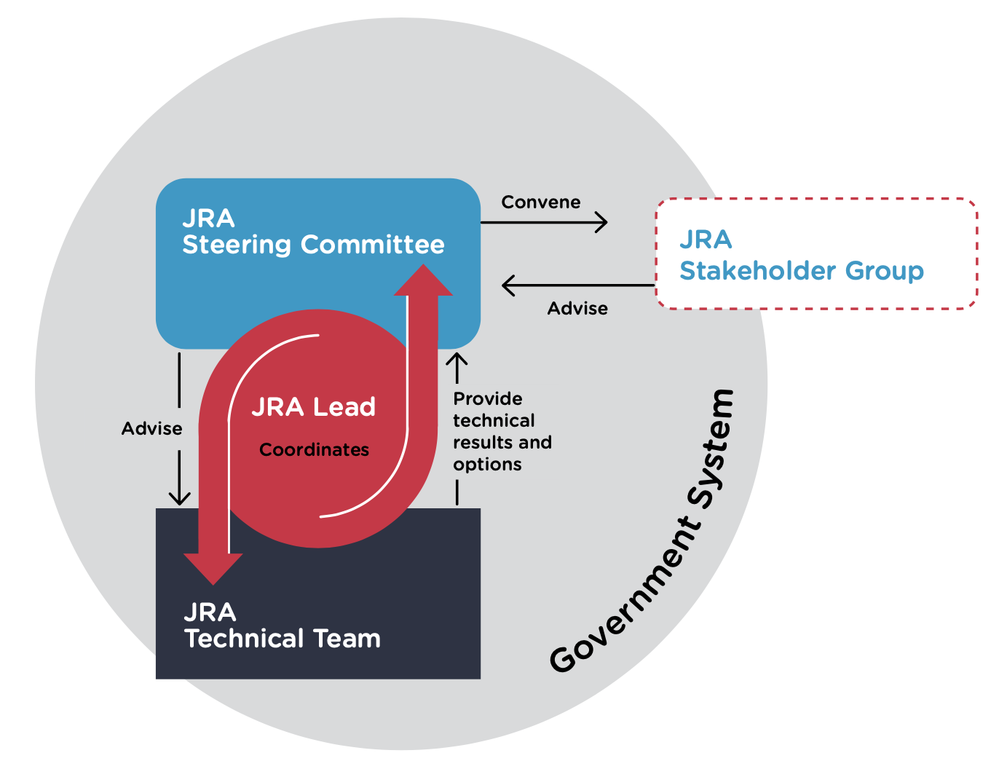 JRA
Steering Committee
Convene
JRA
Stakeholder Group
Advise
JRA Lead
Coordinates
Advise
Provide
technical
results and
options
Government System
JRA
Technical Team